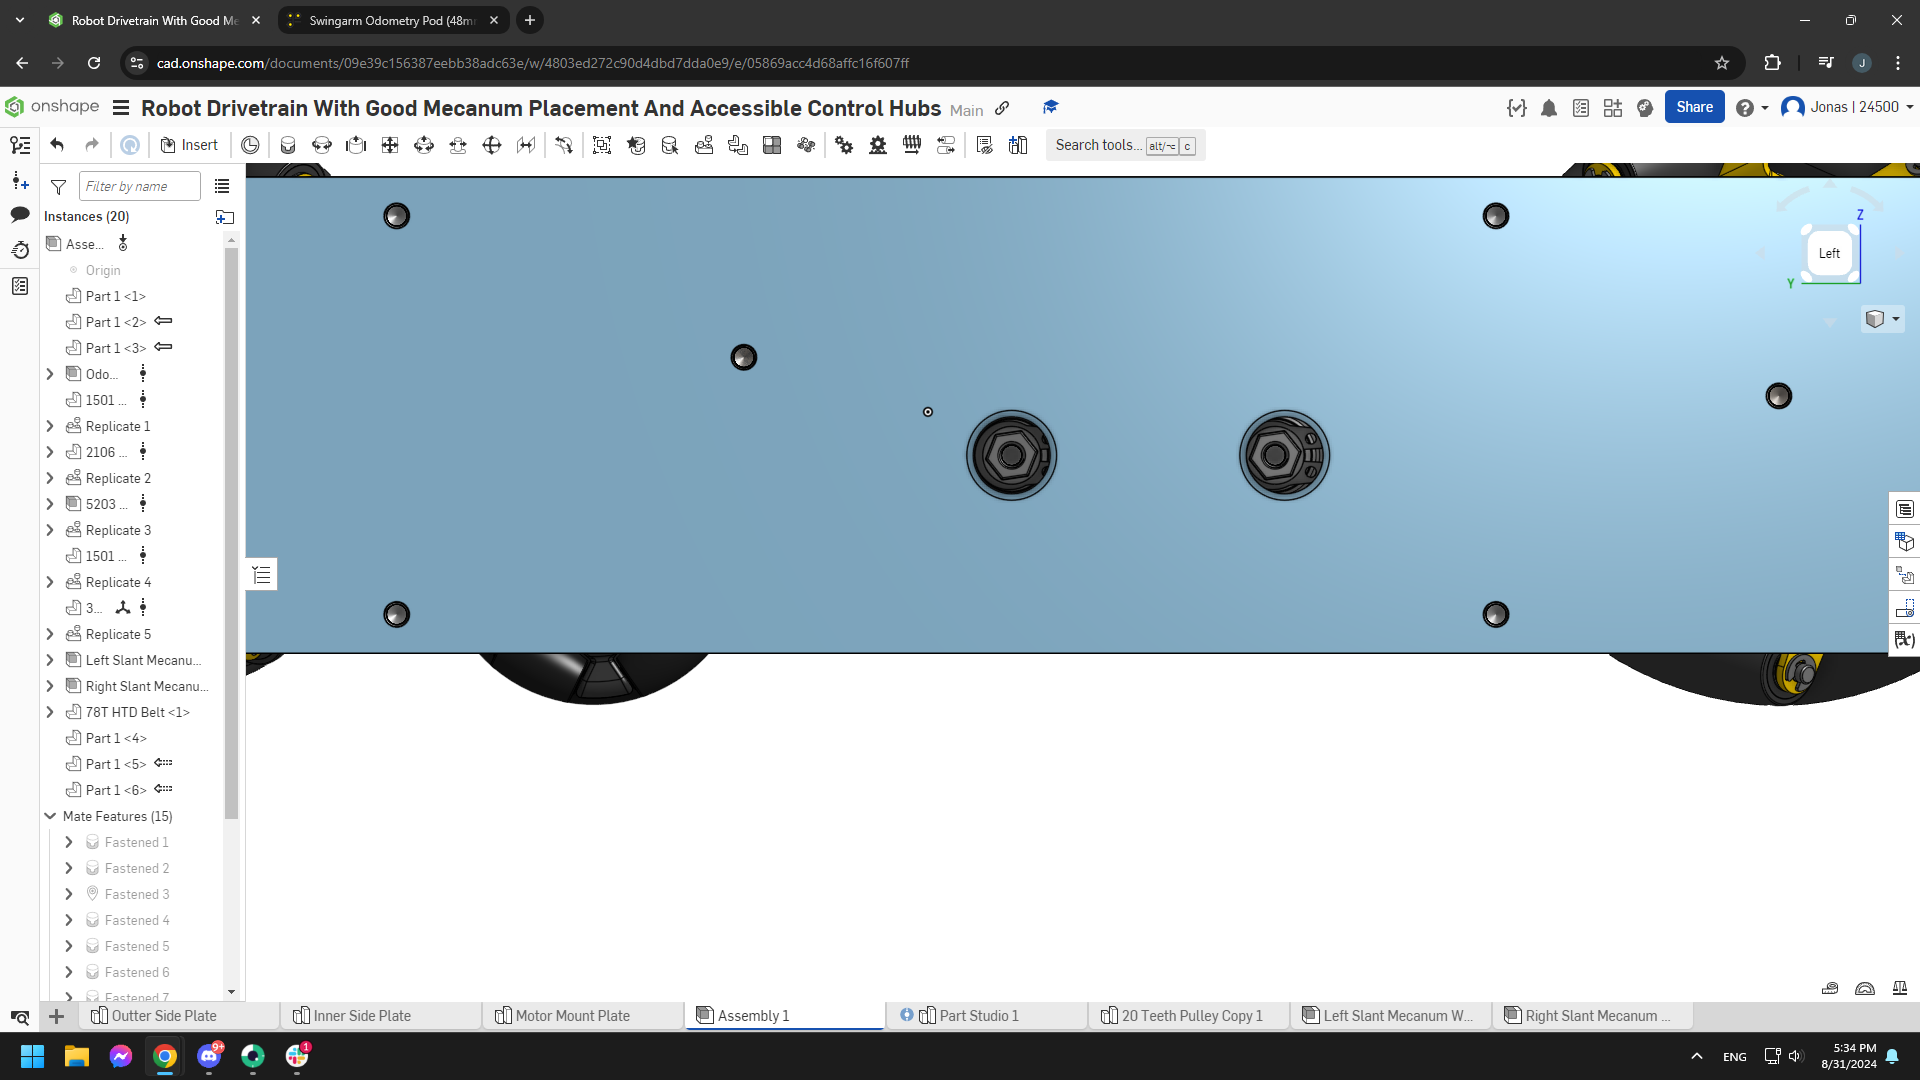 Robot Drivetrain With Good Me
Swingarm Odometry Pod (48m
cad.onshape.com/documents/09e39c156387eebb38adc63e/w/4803ed272c90d4dbd7dda0e9/e/05869acc4d68affc16f607ff
J
onshape
Robot Drivetrain With Good Mecanum Placement And Accessible Control Hubs Main
Share
Jonas | 24500
Insert
Search tools... alt/⌥ c
Filter by name
Instances (20)
Asse...
Origin
Part 1 <1>
Part 1 <2>
Part 1 <3>
Odo...
1501 ...
Replicate 1
2106 ...
Replicate 2
5203 ...
Replicate 3
1501 ...
Replicate 4
3...
Replicate 5
Left Slant Mecanu...
Right Slant Mecanu...
78T HTD Belt <1>
Part 1 <4>
Part 1 <5>
Part 1 <6>
Mate Features (15)
Fastened 1
Fastened 2
Fastened 3
Fastened 4
Fastened 5
Fastened 6
Fastened 7
Z
Left
Y
Outter Side Plate
Inner Side Plate
Motor Mount Plate
Assembly 1
Part Studio 1
20 Teeth Pulley Copy 1
Left Slant Mecanum W...
Right Slant Mecanum ...
9+
1
ENG
5:34 PM
8/31/2024